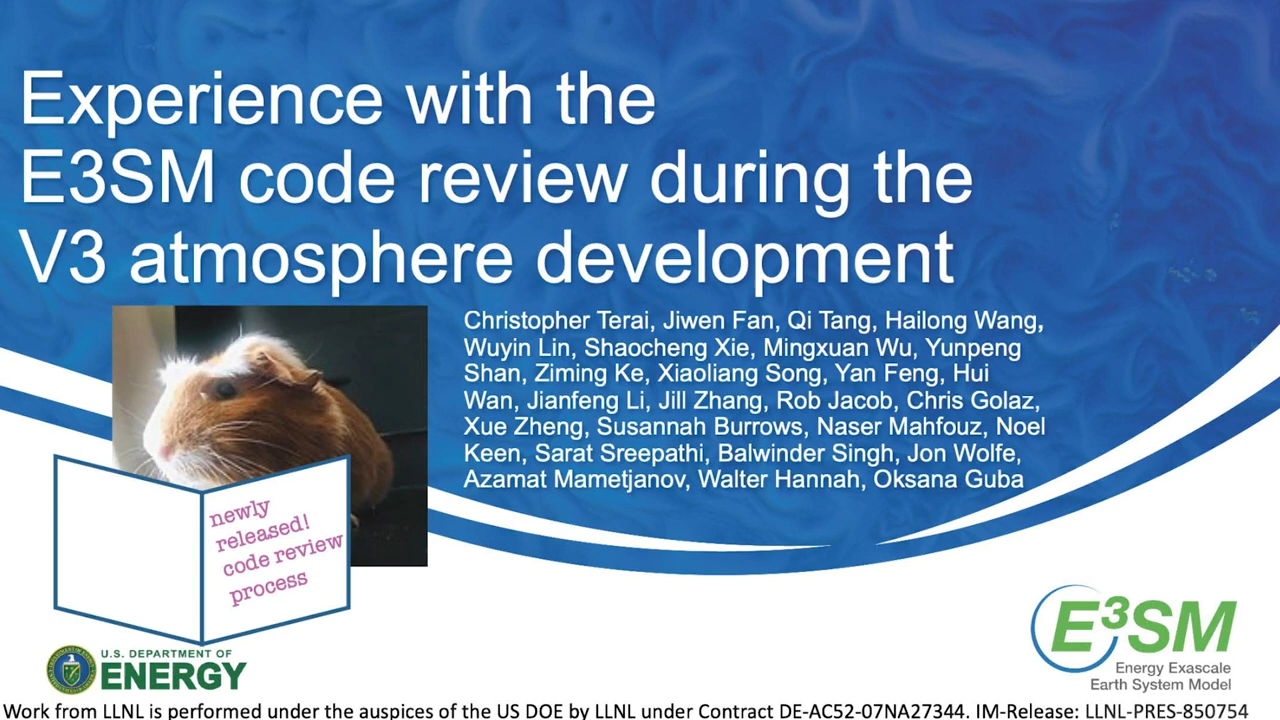 Experience with the
E3SM code review during the
V3 atmosphere development
Christopher Terai, Jiwen Fan, Qi Tang, Hailong Wang,
Wuyin Lin, Shaocheng Xie, Mingxuan Wu, Yunpeng
Shan, Ziming Ke, Xiaoliang Song, Yan Feng, Hui
Wan, Jianfeng Li, Jill Zhang, Rob Jacob, Chris Golaz,
Xue Zheng, Susannah Burrows, Naser Mahfouz, Noel
Keen, Sarat Sreepathi, Balwinder Singh, Jon Wolfe,
Azamat Mametjanov, Walter Hannah, Oksana Guba
newly
released!
code review
process
U.S. DEPARTMENT OF
ENERGY
E³SM
Energy Exascale
Earth System Model
Work from LLNL is performed under the auspices of the US DOE by LLNL under Contract DE-AC52-07NA27344. IM-Release: LLNL-PRES-850754